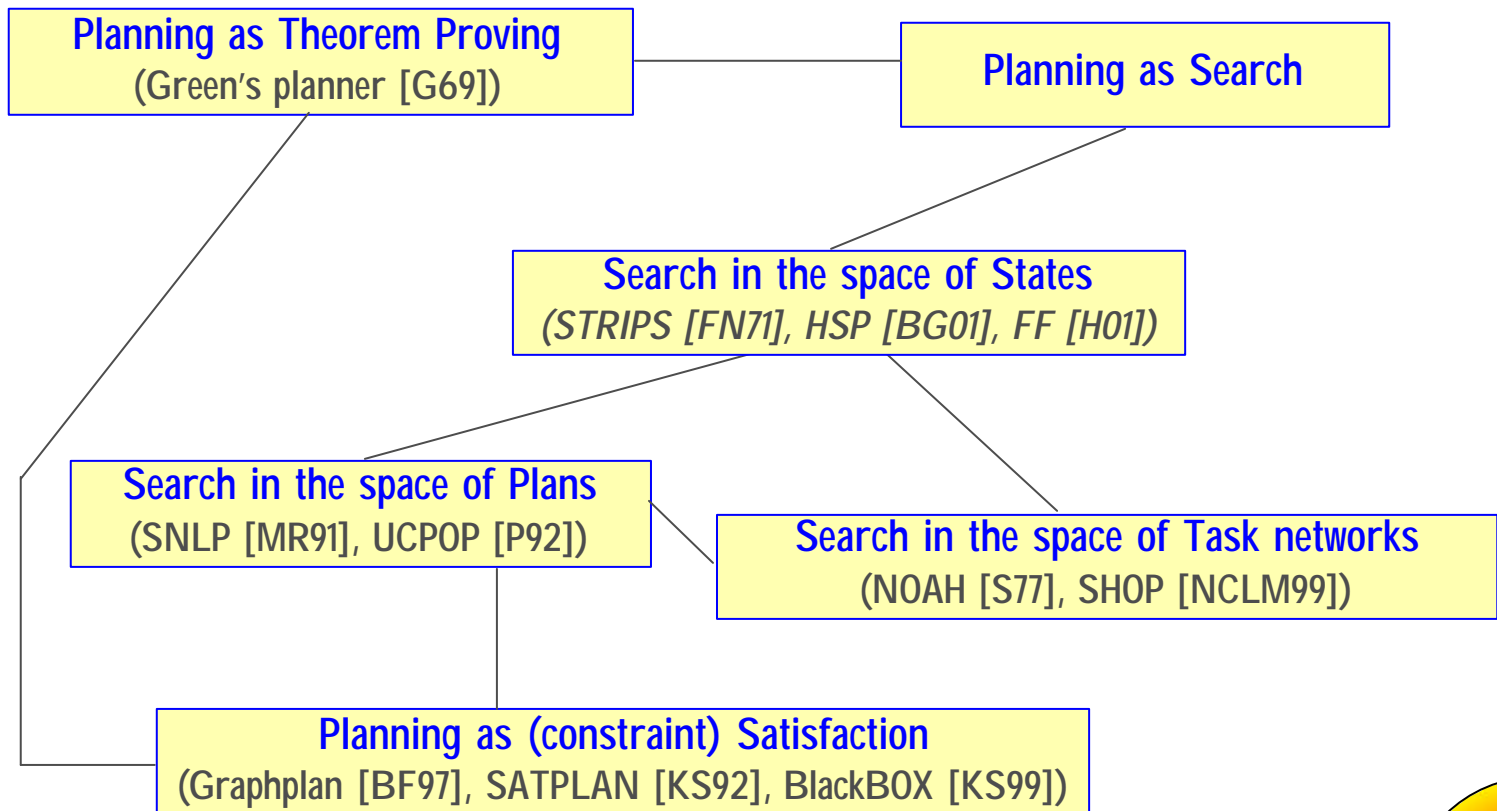 Planning as Theorem Proving
(Green's planner [G69])
Planning as Search
Search in the space of States
(STRIPS [FN71], HSP [BG01], FF [H01])
Search in the space of Plans
(SNLP [MR91], UCPOP [P92])
Search in the space of Task networks
(NOAH [S77], SHOP [NCLM99])
Planning as (constraint) Satisfaction
(Graphplan [BF97], SATPLAN [KS92], BlackBOX [KS99])